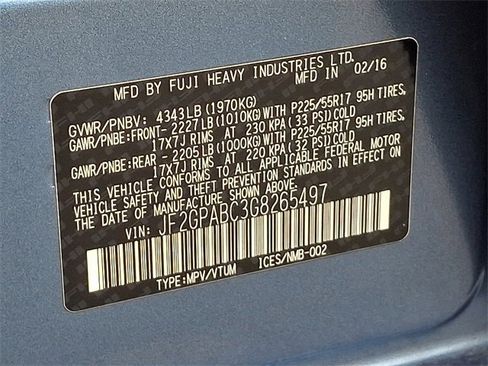 MFD BY FUJI HEAVY INDUSTRIES LTD.
MFD IN 02/16
GVWR/PNBV: 4343LB (1970KG)
GAWR/PNBE:FRONT- 2227LB (1010KG) WITH P225/55R17 95H TIRES,
17X7J RIMS AT 230 KPA (33 PSI) COLD
GAWR/PNBE:REAR - 2205LB (1000KG) WITH P225/55R17 95H TIRES,
17X7J RIMS AT 220 KPA (32 PSI) COLD
THIS VEHICLE CONFORMS TO ALL APPLICABLE FEDERAL MOTOR
VEHICLE SAFETY, BUMPER AND THEFT PREVENTION STANDARDS IN EFFECT ON
THE DATE OF MANUFACTURE SHOWN ABOVE.
VIN: JF2GPABC3G8265497
TYPE:MPV/VTUM ICES/NMB-002